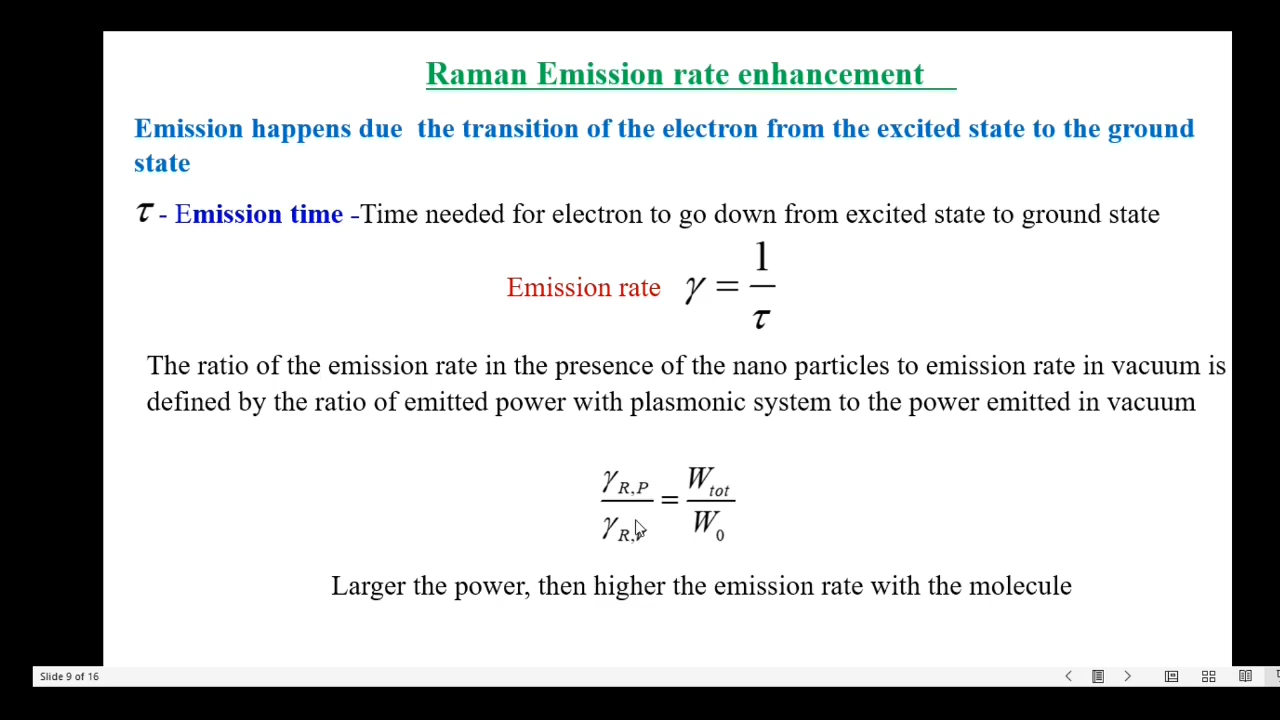 Raman Emission rate enhancement
Emission happens due the transition of the electron from the excited state to the ground
state
τ - Emission time -Time needed for electron to go down from excited state to ground state
Emission rate γ = 1/τ
The ratio of the emission rate in the presence of the nano particles to emission rate in vacuum is
defined by the ratio of emitted power with plasmonic system to the power emitted in vacuum
γ_R,P / γ_R, = W_tot / W_0
Larger the power, then higher the emission rate with the molecule
Slide 9 of 16